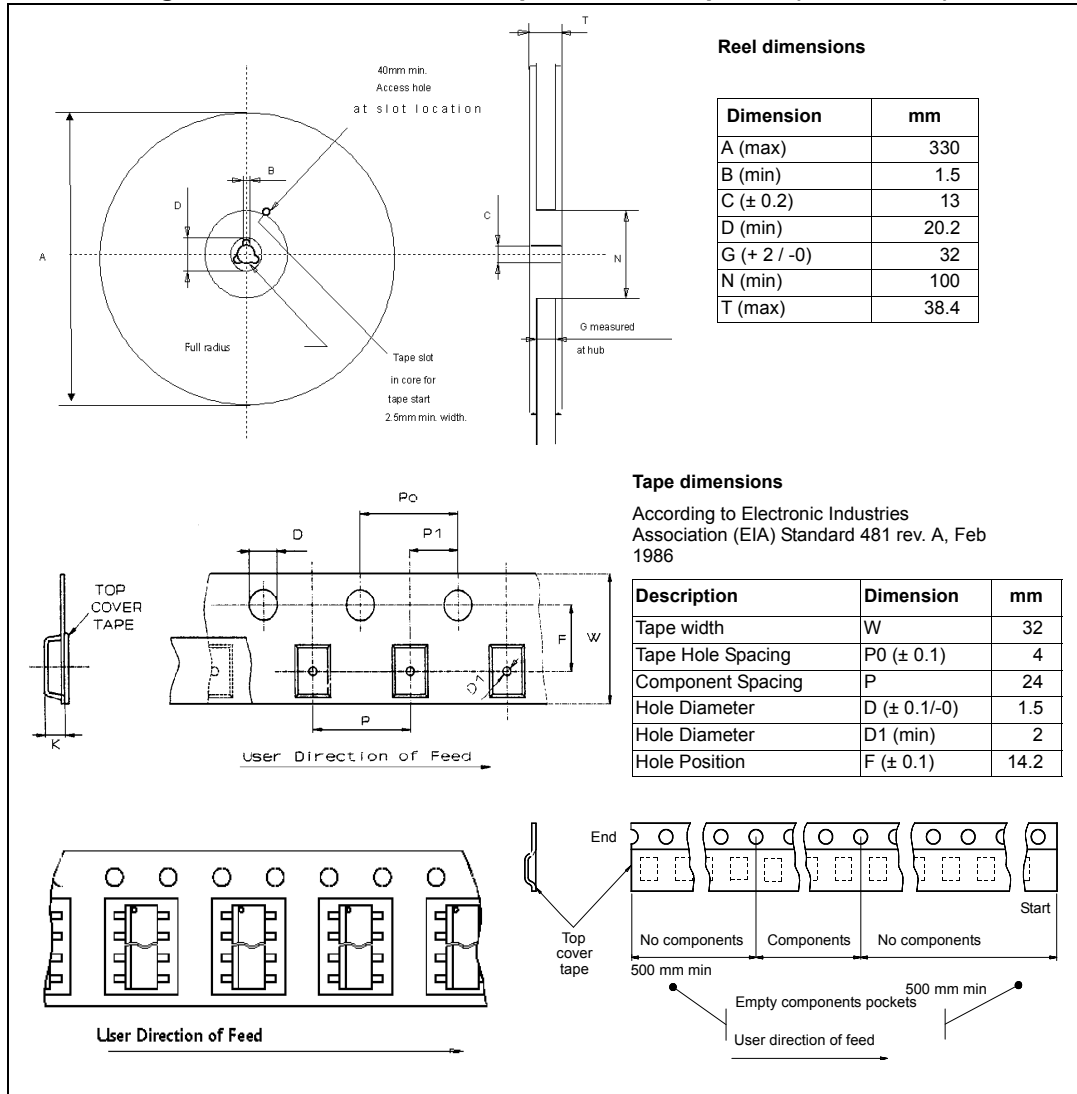 T
40mm min.
Access hole
at slot location
B
D
C
A
N
G measured
at hub
Full radius
Tape slot
in core for
tape start
2.5mm min. width.
Reel dimensions
Dimension mm
A (max) 330
B (min) 1.5
C (± 0.2) 13
D (min) 20.2
G (+ 2 / -0) 32
N (min) 100
T (max) 38.4
Po
D
P1
TOP
COVER
TAPE
F
W
D1
P
K
User Direction of Feed
Tape dimensions
According to Electronic Industries
Association (EIA) Standard 481 rev. A, Feb
1986
Description Dimension mm
Tape width W 32
Tape Hole Spacing P0 (± 0.1) 4
Component Spacing P 24
Hole Diameter D (± 0.1/-0) 1.5
Hole Diameter D1 (min) 2
Hole Position F (± 0.1) 14.2
User Direction of Feed
End
Start
Top
cover
tape
No components Components No components
500 mm min
500 mm min
Empty components pockets
User direction of feed